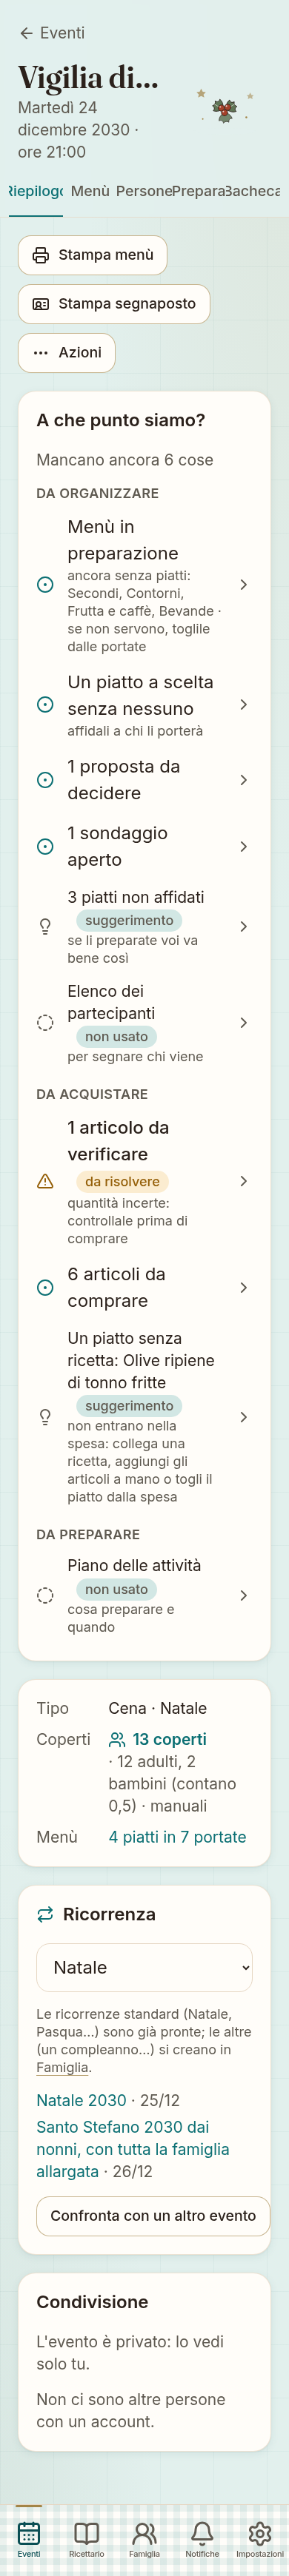 Eventi
Vigilia di...
Martedì 24
dicembre 2030 ·
ore 21:00
Riepilogo Menù Persone Prepara Bacheca
Stampa menù
Stampa segnaposto
Azioni
A che punto siamo?
Mancano ancora 6 cose
DA ORGANIZZARE
Menù in
preparazione
ancora senza piatti:
Secondi, Contorni,
Frutta e caffè, Bevande ·
se non servono, toglile
dalle portate
Un piatto a scelta
senza nessuno
affidali a chi li porterà
1 proposta da
decidere
1 sondaggio
aperto
3 piatti non affidati
suggerimento
se li preparate voi va
bene così
Elenco dei
partecipanti
non usato
per segnare chi viene
DA ACQUISTARE
1 articolo da
verificare
da risolvere
quantità incerte:
controllale prima di
comprare
6 articoli da
comprare
Un piatto senza
ricetta: Olive ripiene
di tonno fritte
suggerimento
non entrano nella
spesa: collega una
ricetta, aggiungi gli
articoli a mano o togli il
piatto dalla spesa
DA PREPARARE
Piano delle attività
non usato
cosa preparare e
quando
Tipo Cena · Natale
Coperti 13 coperti
· 12 adulti, 2
bambini (contano
0,5) · manuali
Menù 4 piatti in 7 portate
Ricorrenza
Natale
Le ricorrenze standard (Natale,
Pasqua...) sono già pronte; le altre
(un compleanno...) si creano in
Famiglia.
Natale 2030 · 25/12
Santo Stefano 2030 dai
nonni, con tutta la famiglia
allargata · 26/12
Confronta con un altro evento
Condivisione
L'evento è privato: lo vedi
solo tu.
Non ci sono altre persone
con un account.
Eventi Ricettario Famiglia Notifiche Impostazioni